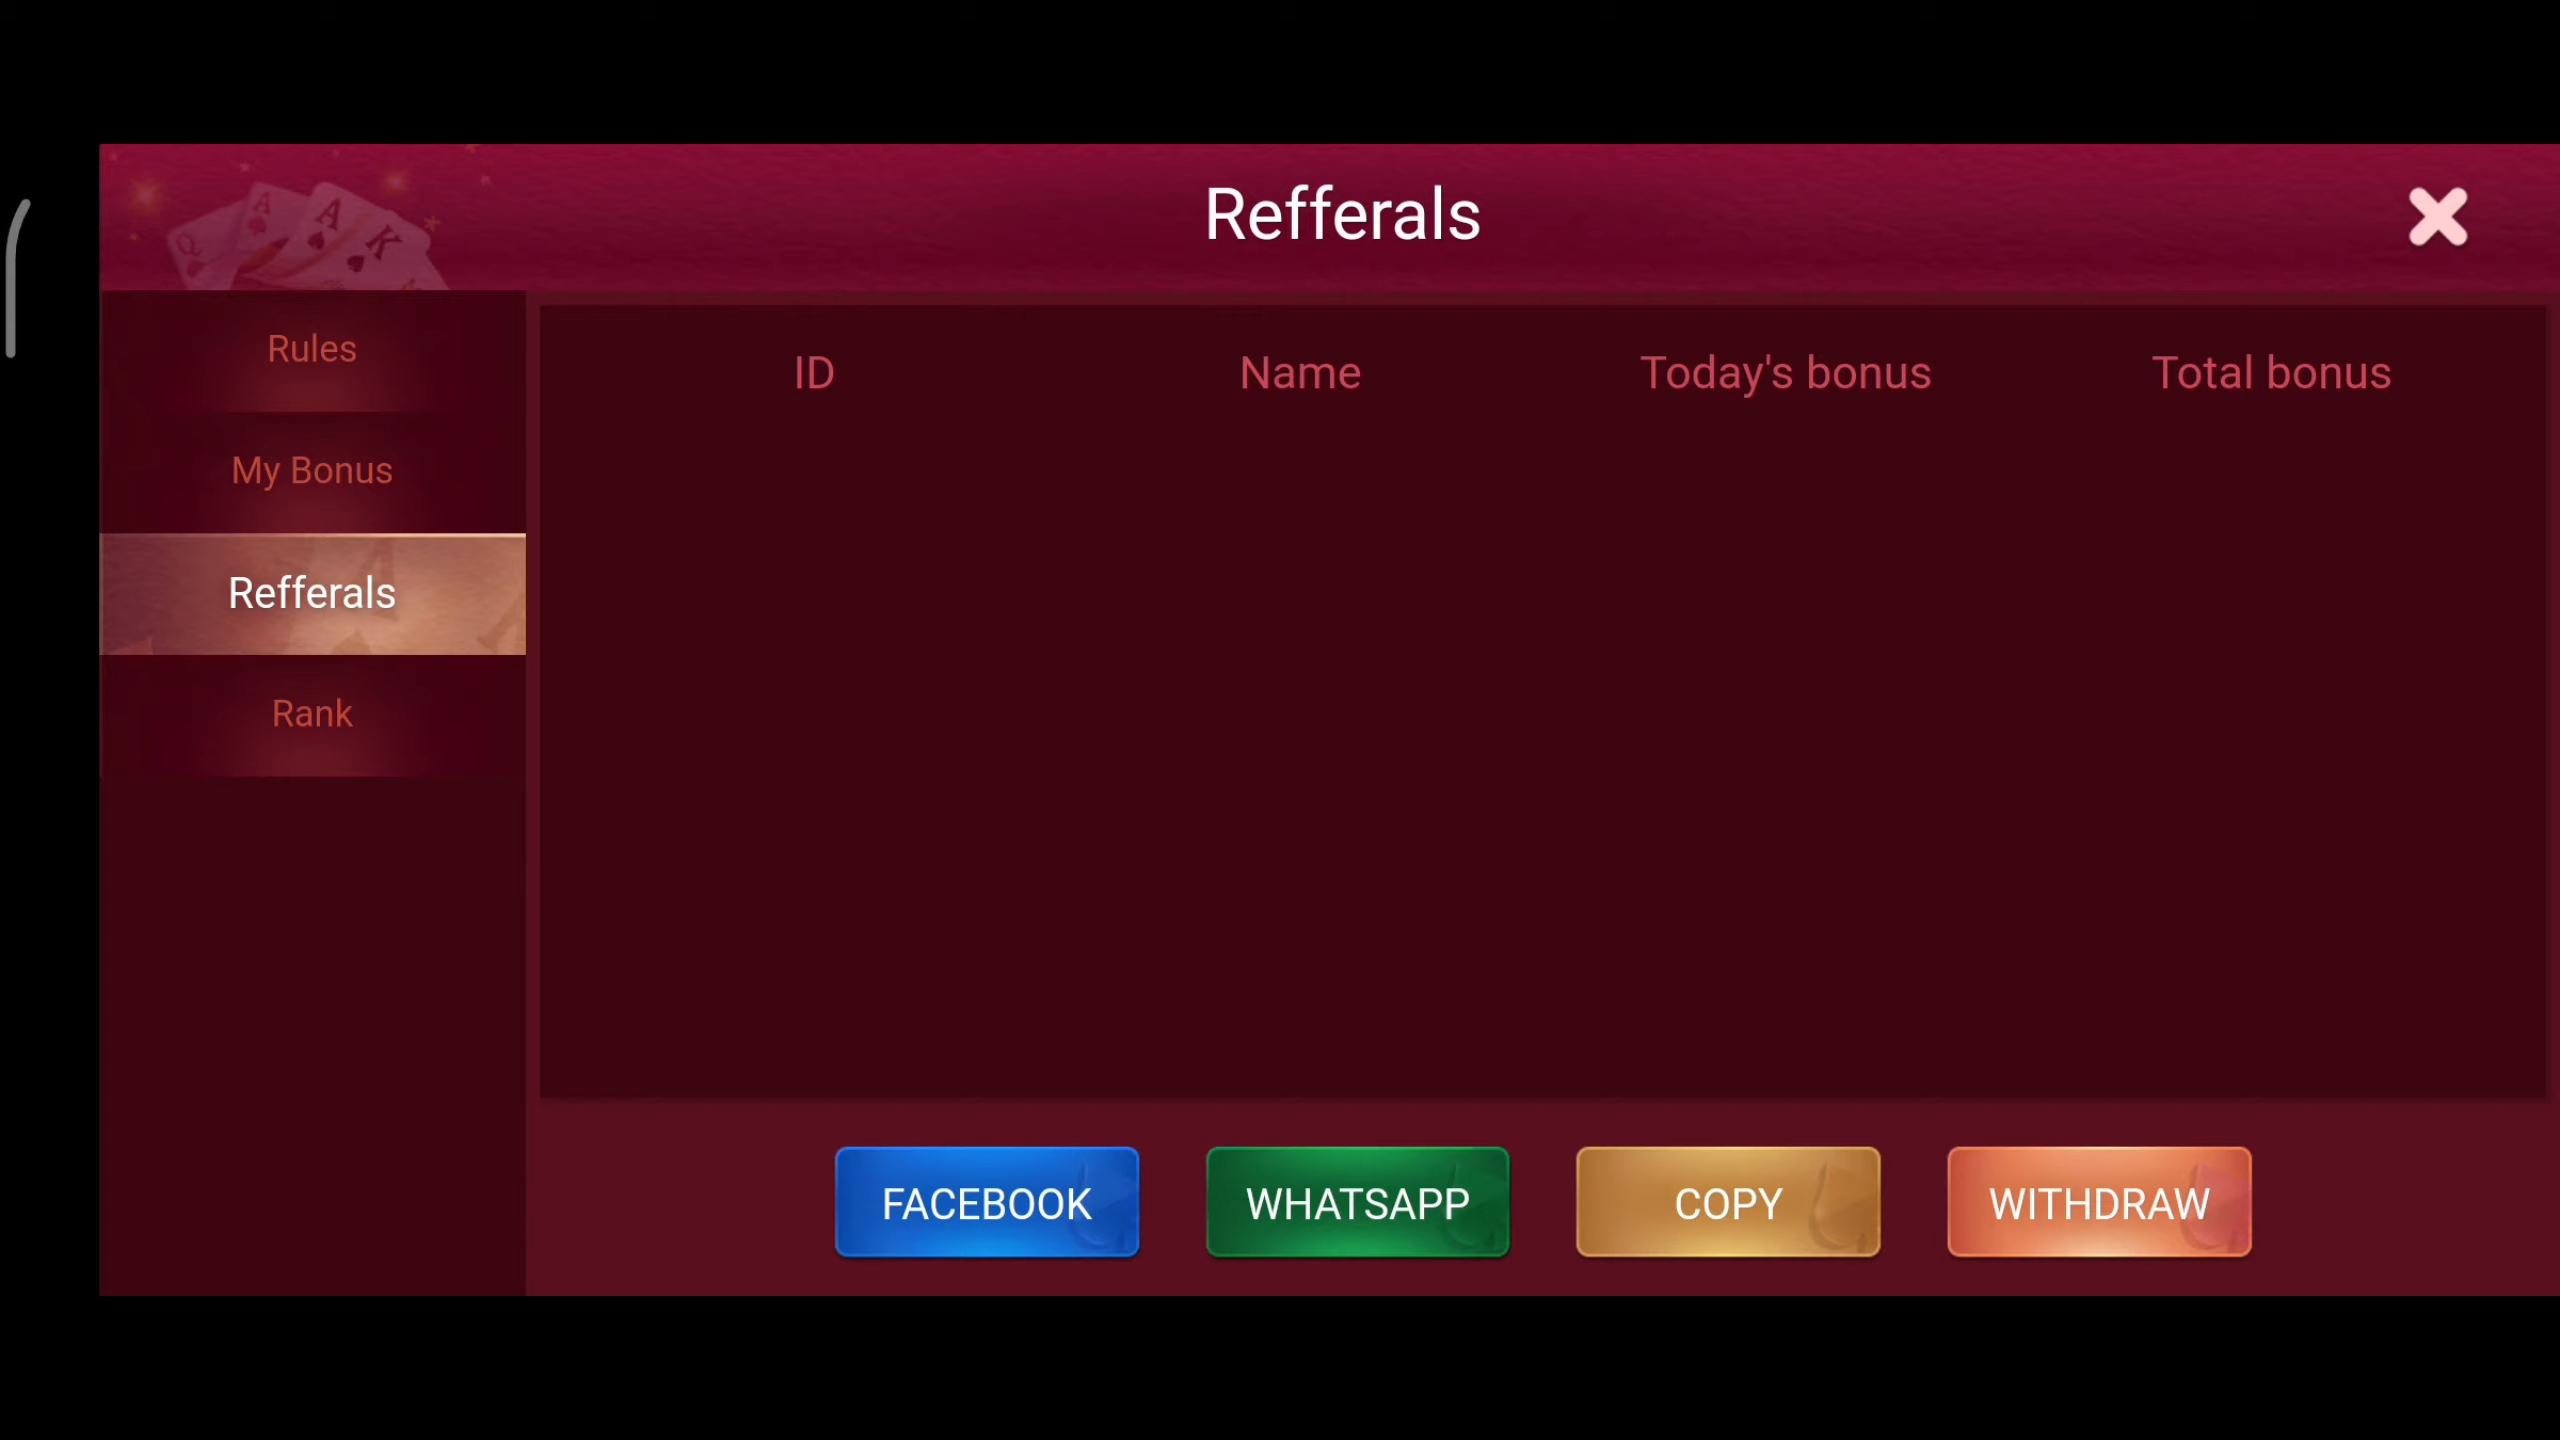 Refferals
Rules
My Bonus
Refferals
Rank
ID Name Today's bonus Total bonus
FACEBOOK WHATSAPP COPY WITHDRAW